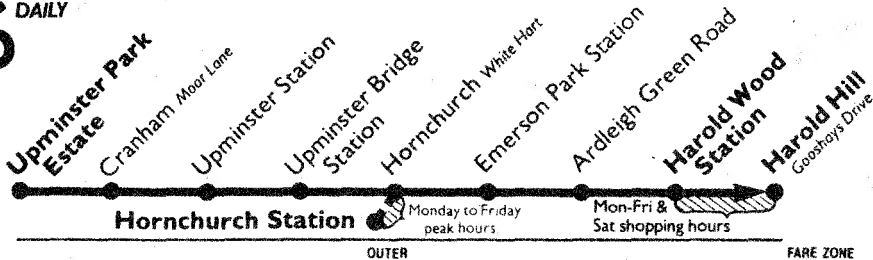 DAILY
Upminster Park
Estate
Cranham Moor Lane
Upminster Station
Upminster Bridge
Station
Hornchurch White Hart
Emerson Park Station
Ardleigh Green Road
Harold Wood
Station
Harold Hill
Gooshays Drive
Hornchurch Station
Monday to Friday
peak hours
Mon-Fri &
Sat shopping hours
OUTER
FARE ZONE